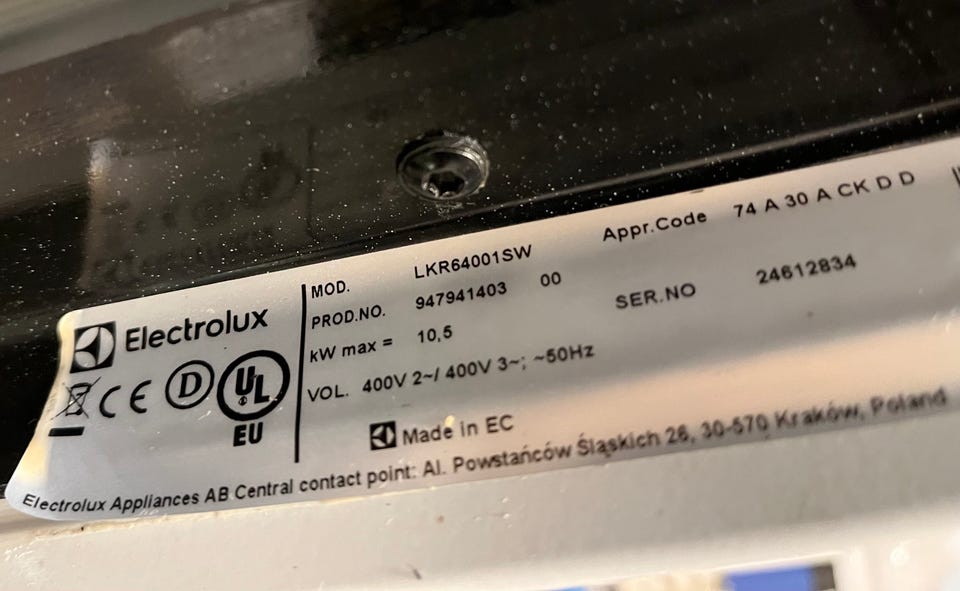 Electrolux
CE D UL
EU
MOD. LKR64001SW Appr.Code 74 A 30 A CK D D
PROD.NO. 947941403 00 SER.NO 24612834
kW max = 10,5
VOL. 400V 2~/ 400V 3~; ~50Hz
Made in EC
Electrolux Appliances AB Central contact point: Al. Powstańców Śląskich 26, 30-570 Kraków, Poland